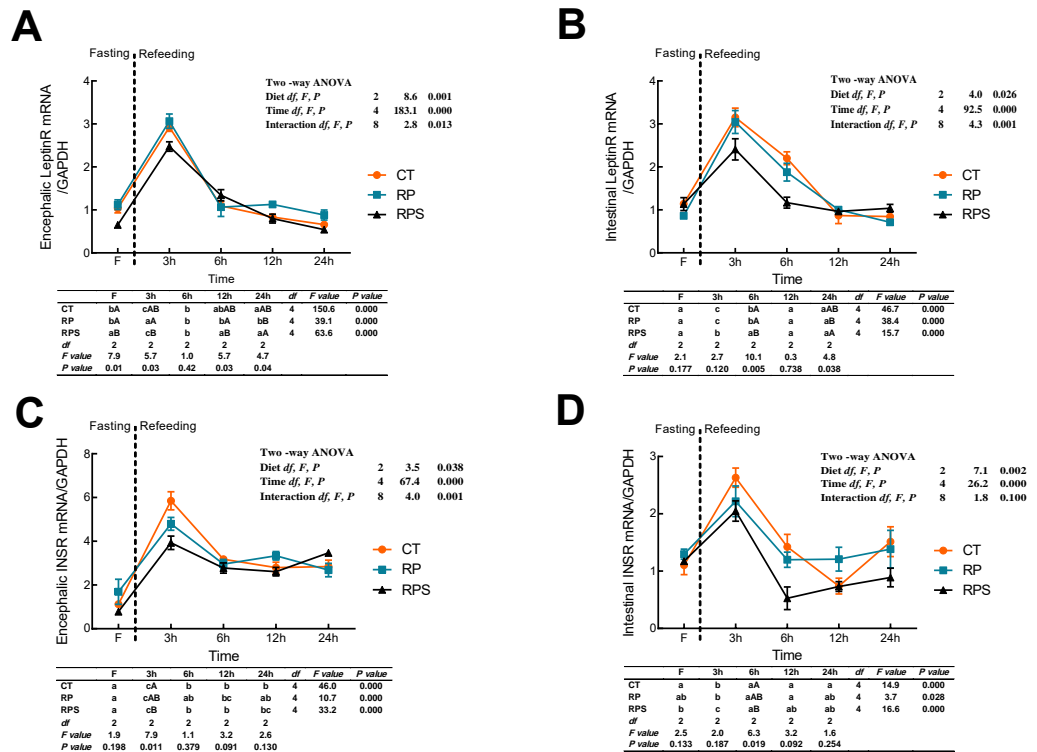 A
Fasting Refeeding
Two -way ANOVA
Diet df, F, P 2 8.6 0.001
Time df, F, P 4 183.1 0.000
Interaction df, F, P 8 2.8 0.013
Encephalic LeptinR mRNA
/GAPDH
4
3
2
1
0
F 3h 6h 12h 24h
Time
CT
RP
RPS
F 3h 6h 12h 24h df F value P value
CT bA cAB b abAB aAB 4 150.6 0.000
RP bA aA b bA bB 4 39.1 0.000
RPS aB cB b aB aA 4 63.6 0.000
df 2 2 2 2 2
F value 7.9 5.7 1.0 5.7 4.7
P value 0.01 0.03 0.42 0.03 0.04
B
Fasting Refeeding
Two -way ANOVA
Diet df, F, P 2 4.0 0.026
Time df, F, P 4 92.5 0.000
Interaction df, F, P 8 4.3 0.001
Intestinal LeptinR mRNA
/GAPDH
4
3
2
1
0
F 3h 6h 12h 24h
Time
CT
RP
RPS
F 3h 6h 12h 24h df F value P value
CT a c bA a aAB 4 46.7 0.000
RP a c bA a aB 4 38.4 0.000
RPS a b aB a aA 4 15.7 0.000
df 2 2 2 2 2
F value 2.1 2.7 10.1 0.3 4.8
P value 0.177 0.120 0.005 0.738 0.038
C
Fasting Refeeding
Two -way ANOVA
Diet df, F, P 2 3.5 0.038
Time df, F, P 4 67.4 0.000
Interaction df, F, P 8 4.0 0.001
Encephalic INSR mRNA/GAPDH
8
6
4
2
0
F 3h 6h 12h 24h
Time
CT
RP
RPS
F 3h 6h 12h 24h df F value P value
CT a cA b b b 4 46.0 0.000
RP a cAB ab bc ab 4 10.7 0.000
RPS a cB b b bc 4 33.2 0.000
df 2 2 2 2 2
F value 1.9 7.9 1.1 3.2 2.6
P value 0.198 0.011 0.379 0.091 0.130
D
Fasting Refeeding
Two -way ANOVA
Diet df, F, P 2 7.1 0.002
Time df, F, P 4 26.2 0.000
Interaction df, F, P 8 1.8 0.100
Intestinal INSR mRNA/GAPDH
3
2
1
0
F 3h 6h 12h 24h
Time
CT
RP
RPS
F 3h 6h 12h 24h df F value P value
CT a b aA a a 4 14.9 0.000
RP ab b aAB a ab 4 3.7 0.028
RPS b c aB ab ab 4 16.6 0.000
df 2 2 2 2 2
F value 2.5 2.0 6.3 3.2 1.6
P value 0.133 0.187 0.019 0.092 0.254